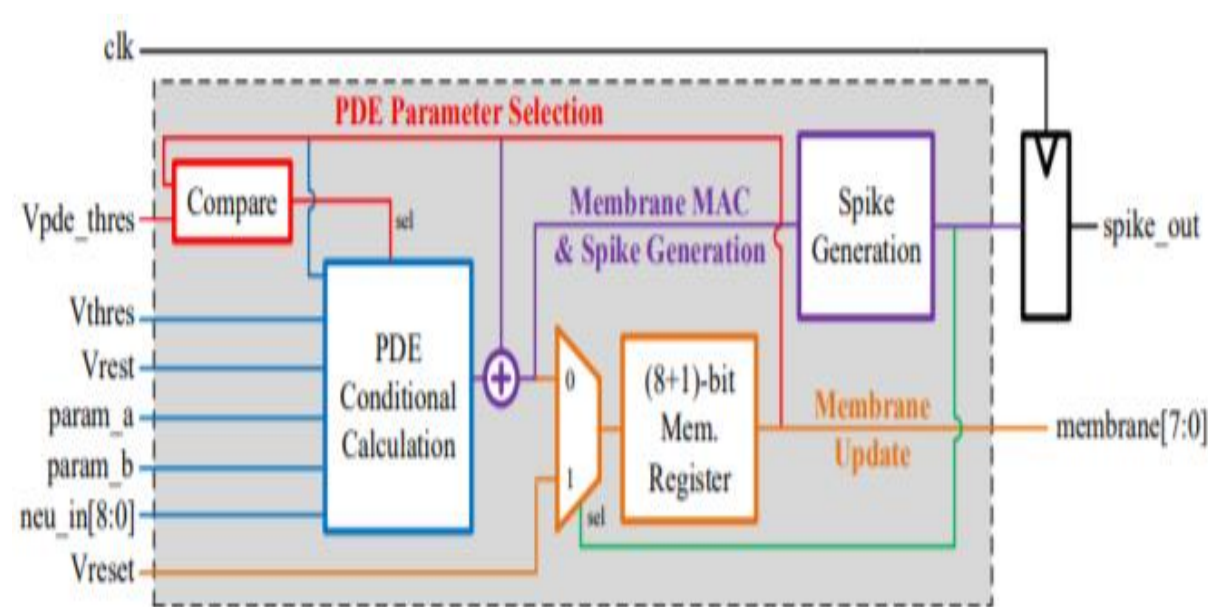 clk
PDE Parameter Selection
Compare
Vpde_thres
sel
Membrane MAC
& Spike Generation
Spike
Generation
spike_out
Vthres
Vrest
param_a
param_b
neu_in[8:0]
Vreset
PDE
Conditional
Calculation
+
0
1
sel
(8+1)-bit
Mem.
Register
Membrane
Update
membrane[7:0]